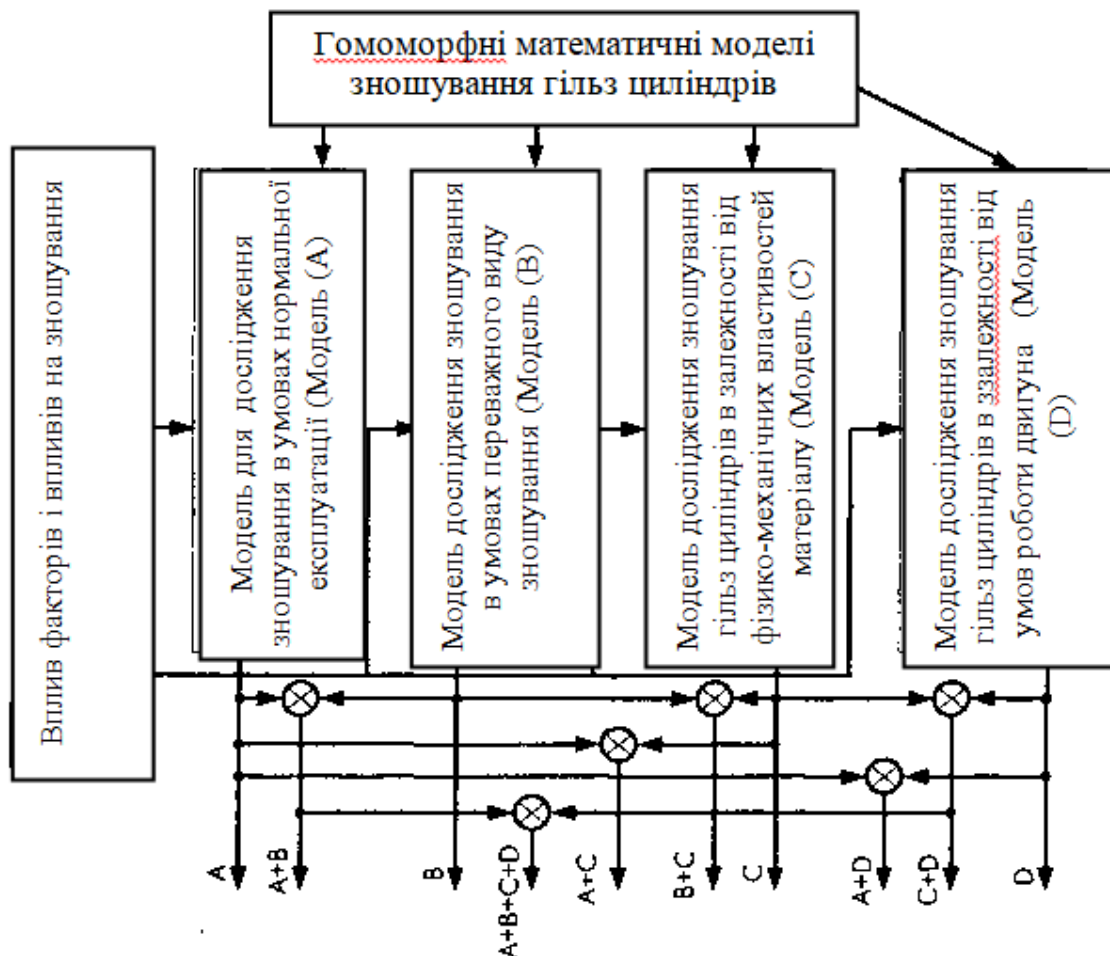 Гомоморфні математичні моделі
зношування гільз циліндрів
Вплив факторів і впливів на зношування
Модель для дослідження
зношування в умовах нормальної
експлуатації (Модель (А)
Модель дослідження зношування
в умовах переважного виду
зношування (Модель (В)
Модель дослідження зношування
гільз циліндрів в залежності від
фізико-механічних властивостей
матеріалу (Модель (С)
Модель дослідження зношування
гільз циліндрів в ззалежності від
умов роботи двигуна (Модель
(D)
A
A+B
B
A+B+C+D
A+C
B+C
C
A+D
C+D
D